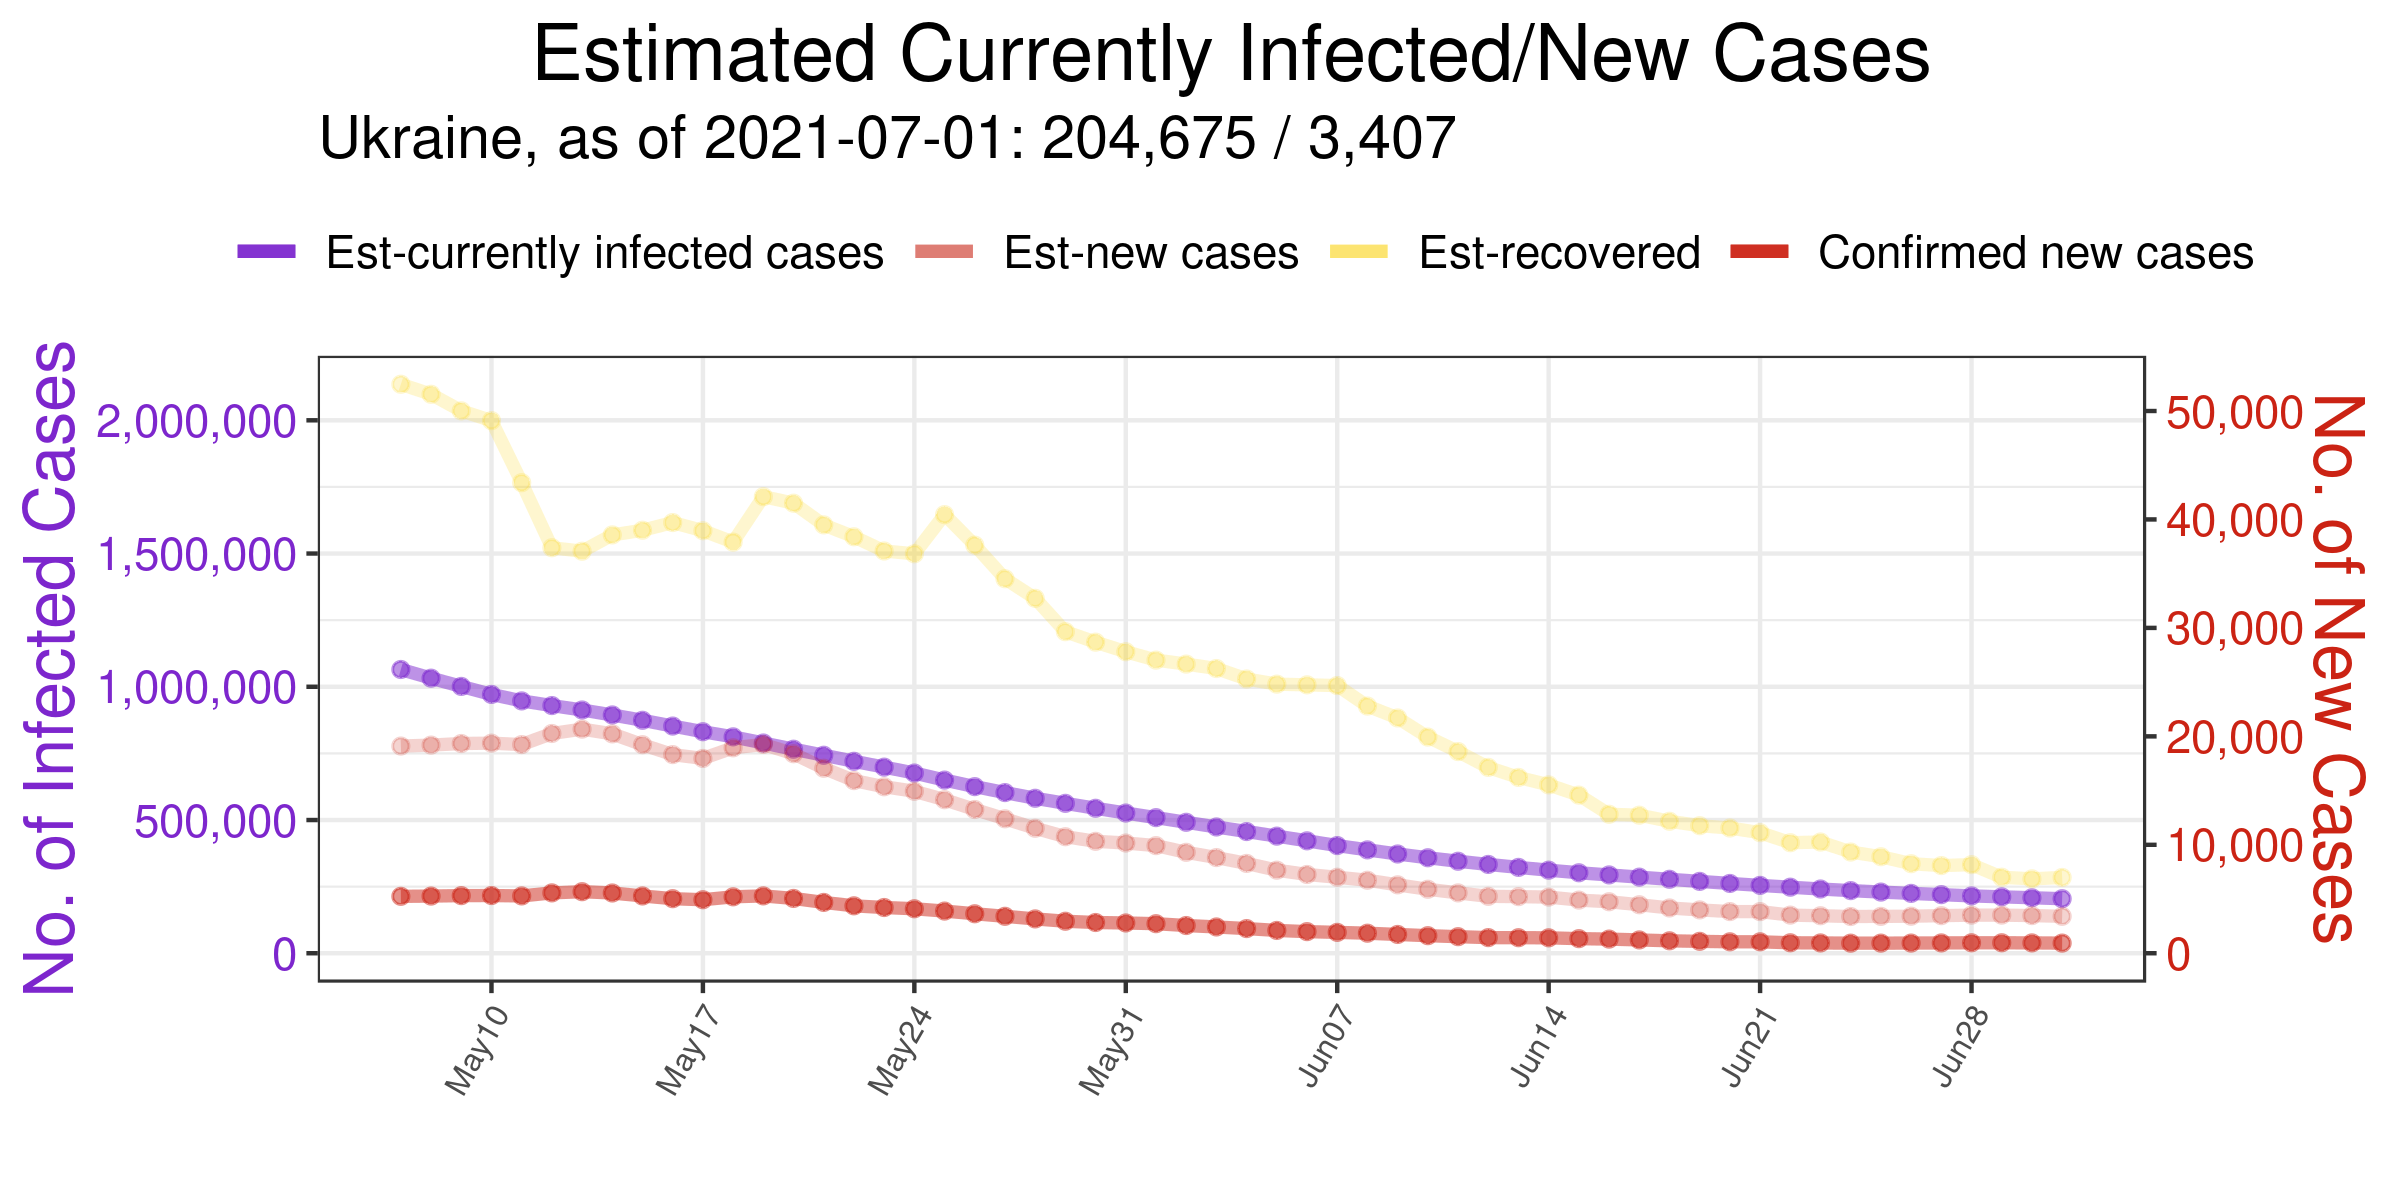 Estimated Currently Infected/New Cases
Ukraine, as of 2021-07-01: 204,675 / 3,407
Est-currently infected cases Est-new cases Est-recovered Confirmed new cases
No. of Infected Cases
2,000,000
1,500,000
1,000,000
500,000
0
50,000
40,000
30,000
20,000
10,000
0
No. of New Cases
May10 May17 May24 May31 Jun07 Jun14 Jun21 Jun28